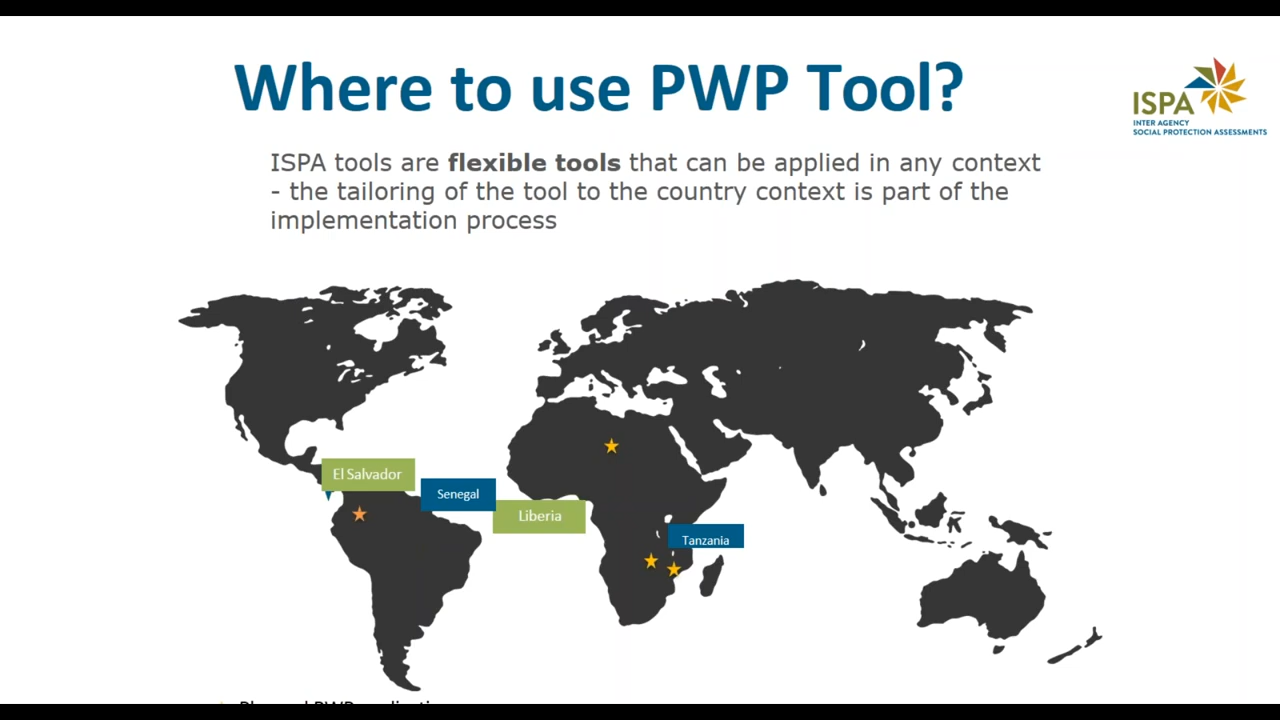 Where to use PWP Tool?
ISPA
INTER AGENCY
SOCIAL PROTECTION ASSESSMENTS
ISPA tools are flexible tools that can be applied in any context
- the tailoring of the tool to the country context is part of the
implementation process
El Salvador
Senegal
Liberia
Tanzania